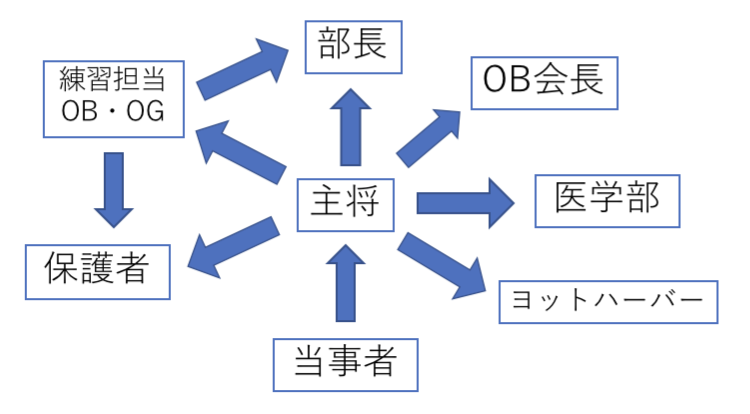 部長
練習担当
OB・OG
OB会長
主将
医学部
保護者
ヨットハーバー
当事者